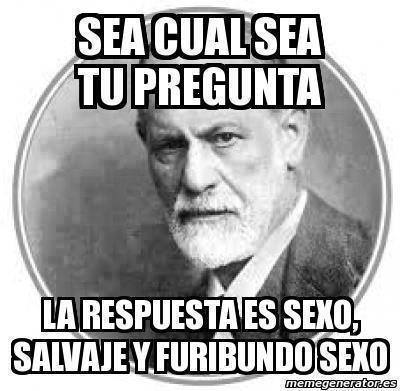 SEA CUAL SEA
TU PREGUNTA
LA RESPUESTA ES SEXO,
SALVAJE Y FURIBUNDO SEXO
memegenerator.es